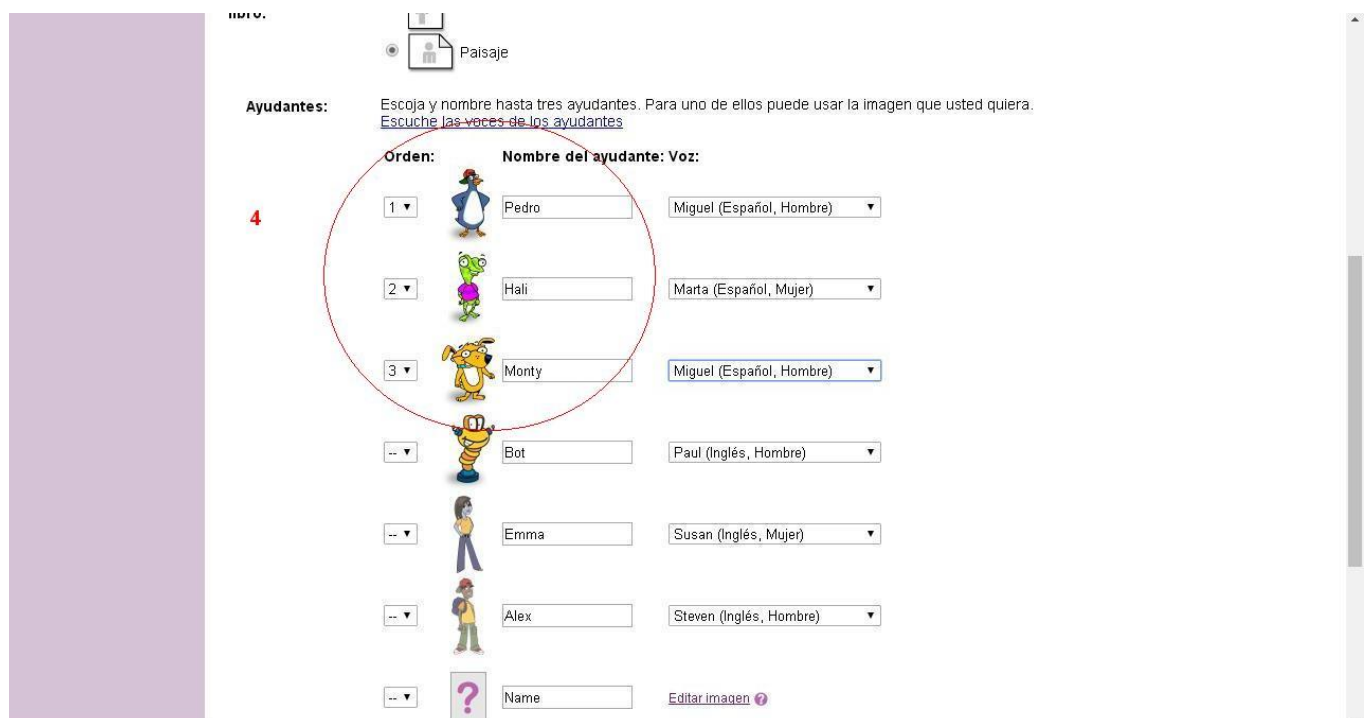 libro:
Paisaje
Ayudantes: Escoja y nombre hasta tres ayudantes. Para uno de ellos puede usar la imagen que usted quiera.
Escuche las voces de los ayudantes
Orden: Nombre del ayudante: Voz:
4
1 Pedro Miguel (Español, Hombre)
2 Hali Marta (Español, Mujer)
3 Monty Miguel (Español, Hombre)
-- Bot Paul (Inglés, Hombre)
-- Emma Susan (Inglés, Mujer)
-- Alex Steven (Inglés, Hombre)
-- ? Name Editar imagen ?